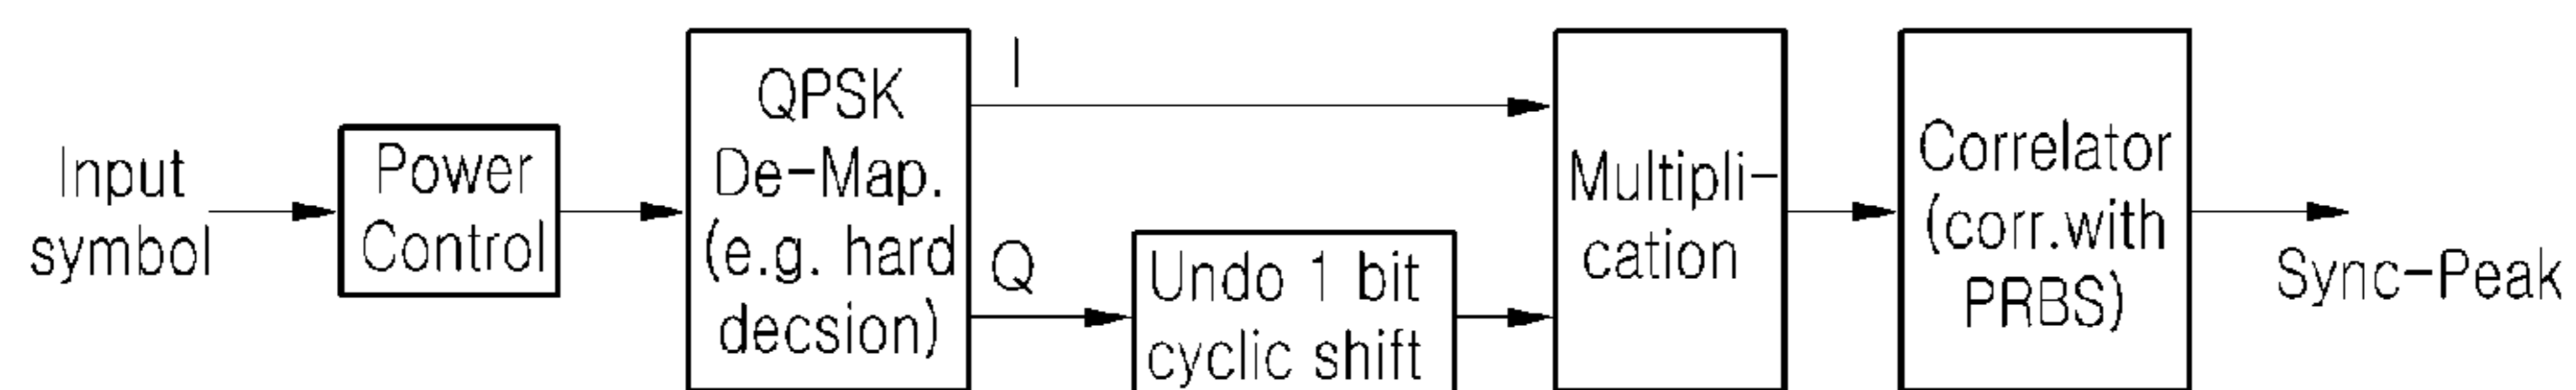 Input
symbol
Power
Control
QPSK
De-Map.
(e.g. hard
decsion)
I
Q
Undo 1 bit
cyclic shift
Multipli-
cation
Correlator
(corr.with
PRBS)
Sync-Peak